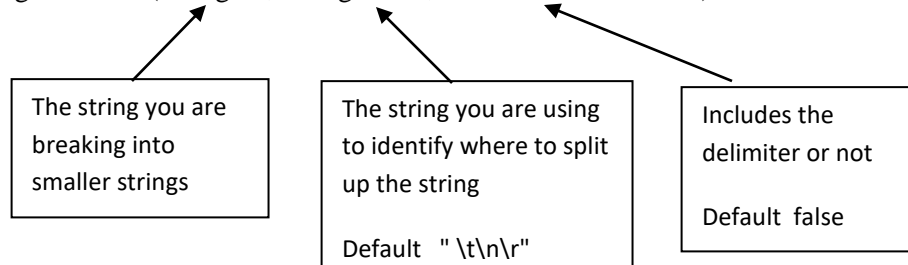 The string you are
breaking into
smaller strings
The string you are using
to identify where to split
up the string
Default " \t\n\r"
Includes the
delimiter or not
Default false